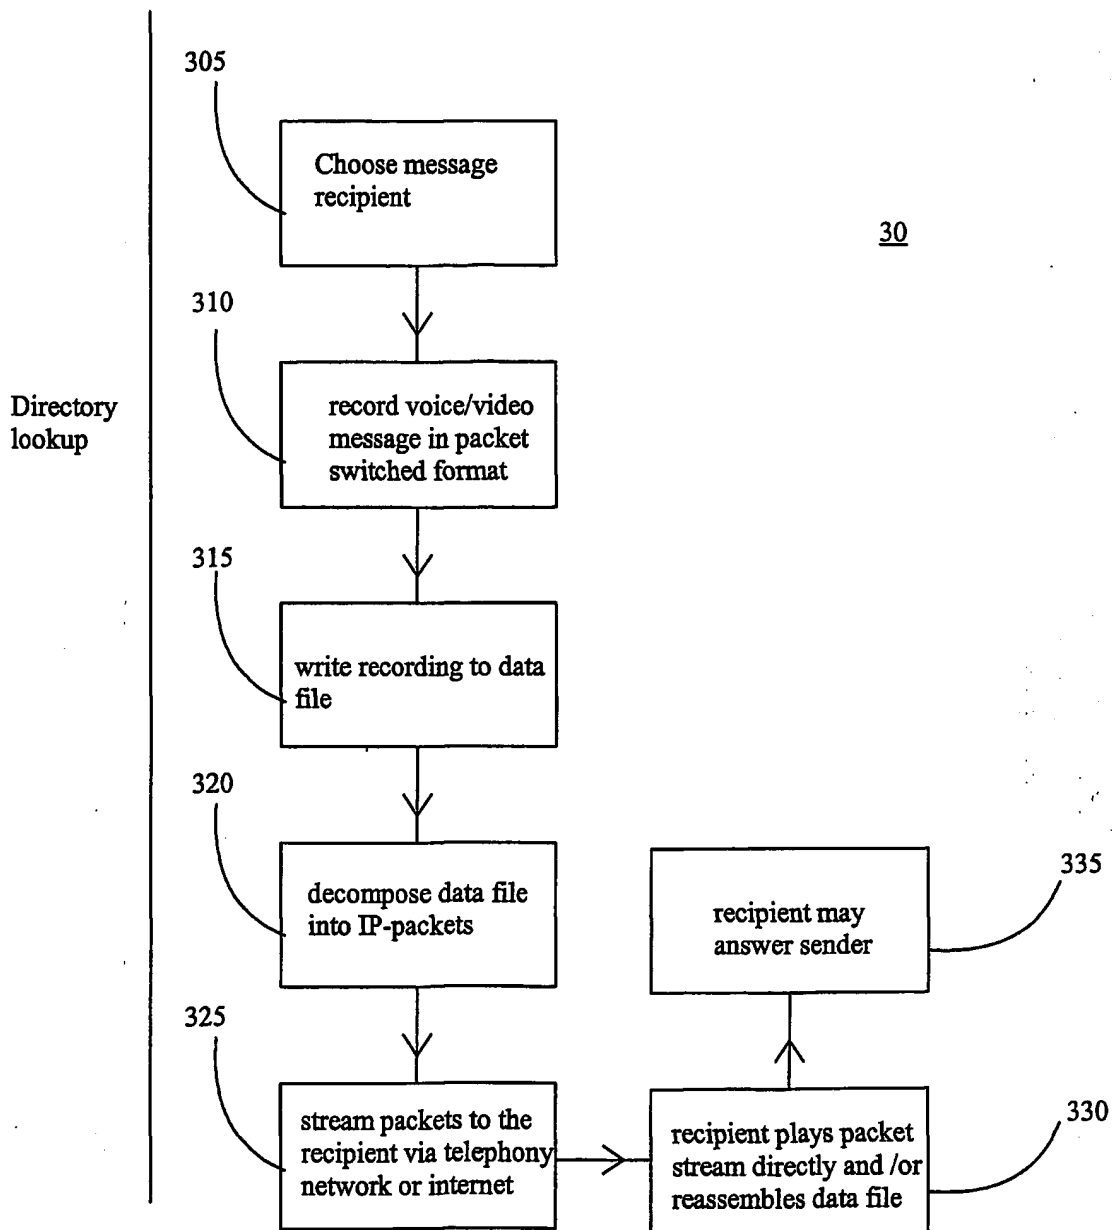 305
Choose message
recipient
30
310
Directory
lookup
record voice/video
message in packet
switched format
315
write recording to data
file
320
decompose data file
into IP-packets
335
recipient may
answer sender
325
stream packets to the
recipient via telephony
network or internet
330
recipient plays packet
stream directly and /or
reassembles data file